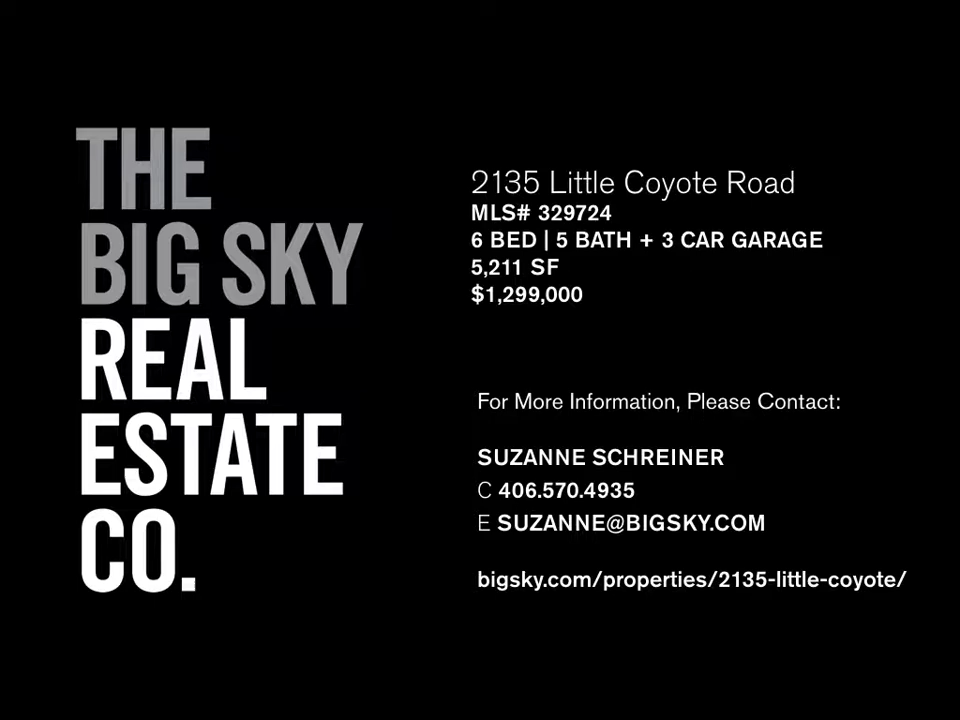 THE
BIG SKY
REAL
ESTATE
CO.
2135 Little Coyote Road
MLS# 329724
6 BED | 5 BATH + 3 CAR GARAGE
5,211 SF
$1,299,000
For More Information, Please Contact:
SUZANNE SCHREINER
C 406.570.4935
E SUZANNE@BIGSKY.COM
bigsky.com/properties/2135-little-coyote/